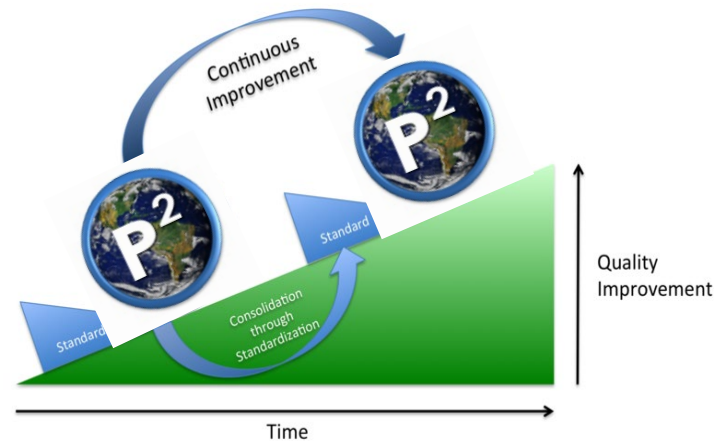 Continuous
Improvement
P2
P2
Standard
Standard
Consolidation
through
Standardization
Quality
Improvement
Time